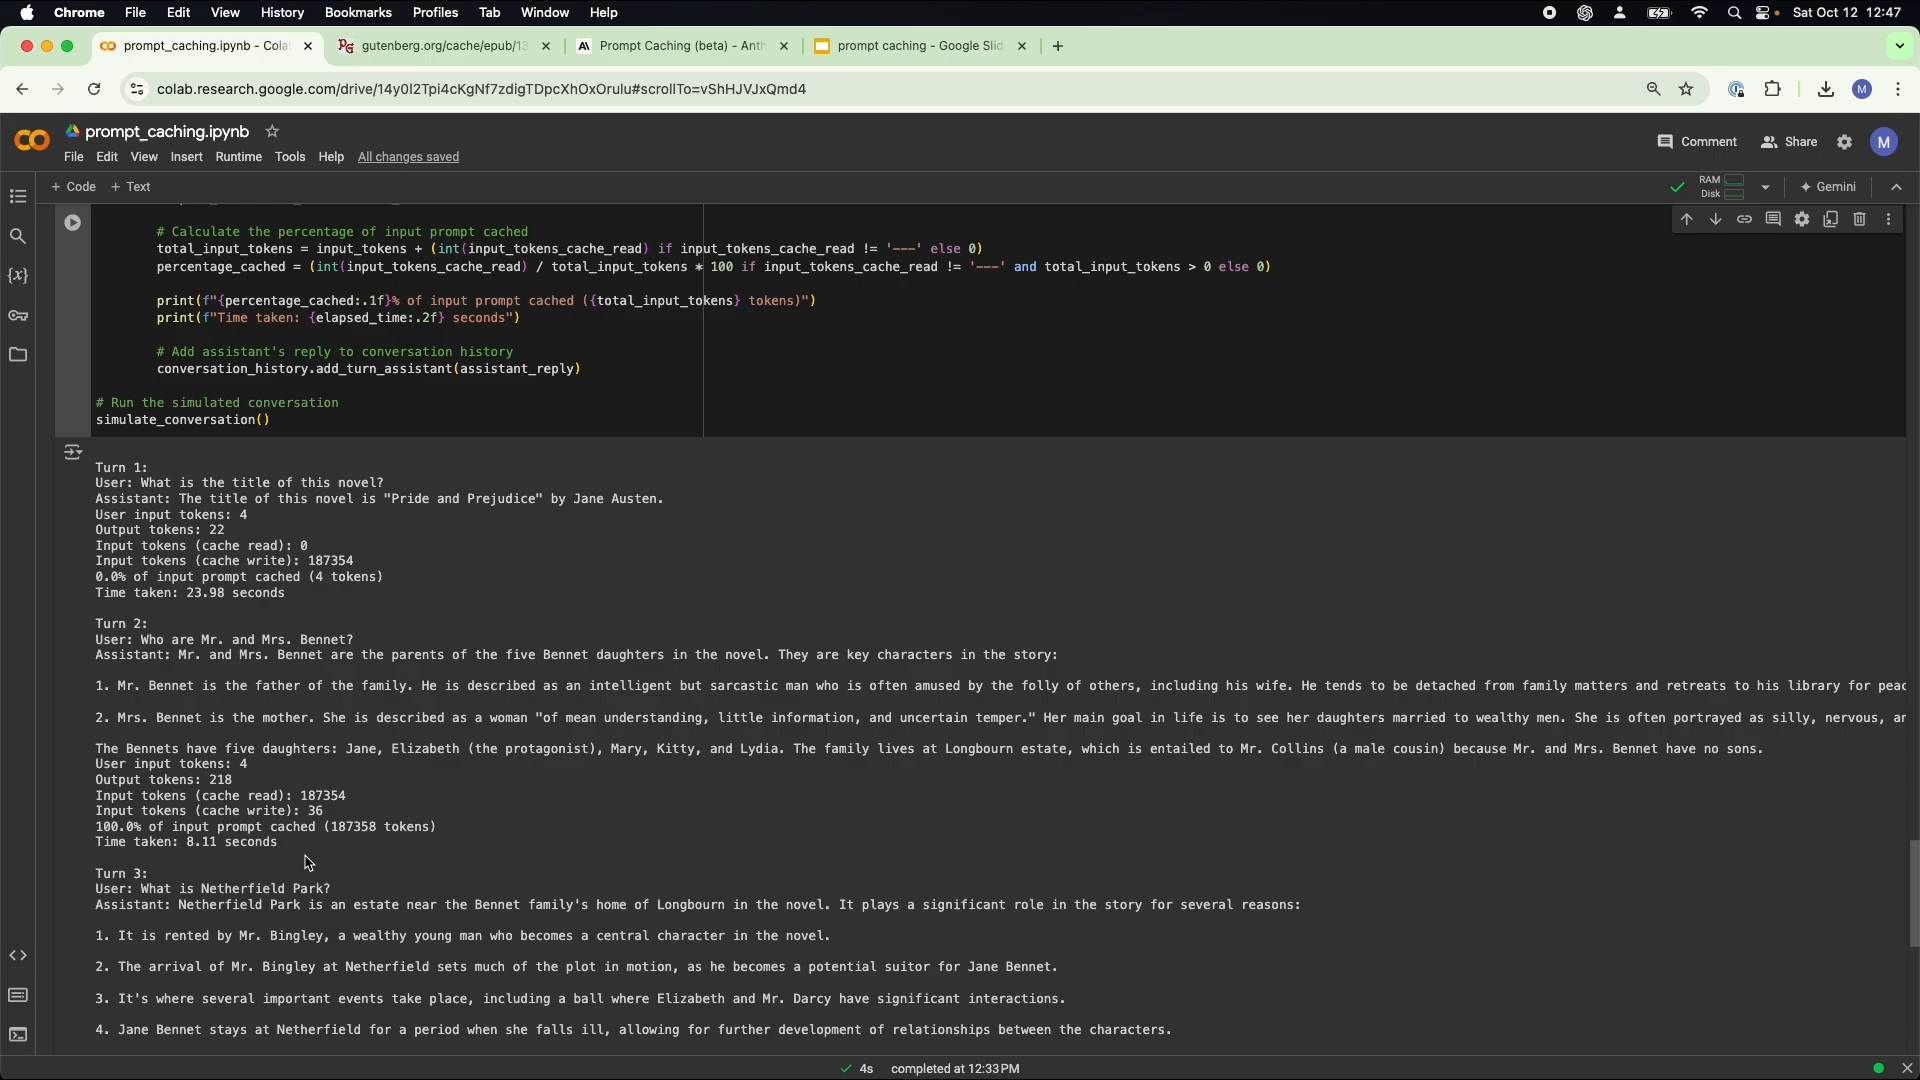 Chrome File Edit View History Bookmarks Profiles Tab Window Help Sat Oct 12 12:47
prompt_caching.ipynb - Cola gutenberg.org/cache/epub/13 Prompt Caching (beta) - Anth prompt caching - Google Slid
colab.research.google.com/drive/14y0I2Tpi4cKgNf7zdigTDpcXhOxOrulu#scrollTo=vShHJVJxQmd4 M
prompt_caching.ipynb
Comment Share M
File Edit View Insert Runtime Tools Help All changes saved
+ Code + Text RAM Disk Gemini
# Calculate the percentage of input prompt cached
total_input_tokens = input_tokens + (int(input_tokens_cache_read) if input_tokens_cache_read != '---' else 0)
percentage_cached = (int(input_tokens_cache_read) / total_input_tokens * 100 if input_tokens_cache_read != '---' and total_input_tokens > 0 else 0)
print(f"{percentage_cached:.1f}% of input prompt cached ({total_input_tokens} tokens)")
print(f"Time taken: {elapsed_time:.2f} seconds")
# Add assistant's reply to conversation history
conversation_history.add_turn_assistant(assistant_reply)
# Run the simulated conversation
simulate_conversation()
Turn 1:
User: What is the title of this novel?
Assistant: The title of this novel is "Pride and Prejudice" by Jane Austen.
User input tokens: 4
Output tokens: 22
Input tokens (cache read): 0
Input tokens (cache write): 187354
0.0% of input prompt cached (4 tokens)
Time taken: 23.98 seconds
Turn 2:
User: Who are Mr. and Mrs. Bennet?
Assistant: Mr. and Mrs. Bennet are the parents of the five Bennet daughters in the novel. They are key characters in the story:
1. Mr. Bennet is the father of the family. He is described as an intelligent but sarcastic man who is often amused by the folly of others, including his wife. He tends to be detached from family matters and retreats to his library for peac
2. Mrs. Bennet is the mother. She is described as a woman "of mean understanding, little information, and uncertain temper." Her main goal in life is to see her daughters married to wealthy men. She is often portrayed as silly, nervous, an
The Bennets have five daughters: Jane, Elizabeth (the protagonist), Mary, Kitty, and Lydia. The family lives at Longbourn estate, which is entailed to Mr. Collins (a male cousin) because Mr. and Mrs. Bennet have no sons.
User input tokens: 4
Output tokens: 218
Input tokens (cache read): 187354
Input tokens (cache write): 36
100.0% of input prompt cached (187358 tokens)
Time taken: 8.11 seconds
Turn 3:
User: What is Netherfield Park?
Assistant: Netherfield Park is an estate near the Bennet family's home of Longbourn in the novel. It plays a significant role in the story for several reasons:
1. It is rented by Mr. Bingley, a wealthy young man who becomes a central character in the novel.
2. The arrival of Mr. Bingley at Netherfield sets much of the plot in motion, as he becomes a potential suitor for Jane Bennet.
3. It's where several important events take place, including a ball where Elizabeth and Mr. Darcy have significant interactions.
4. Jane Bennet stays at Netherfield for a period when she falls ill, allowing for further development of relationships between the characters.
4s completed at 12:33 PM